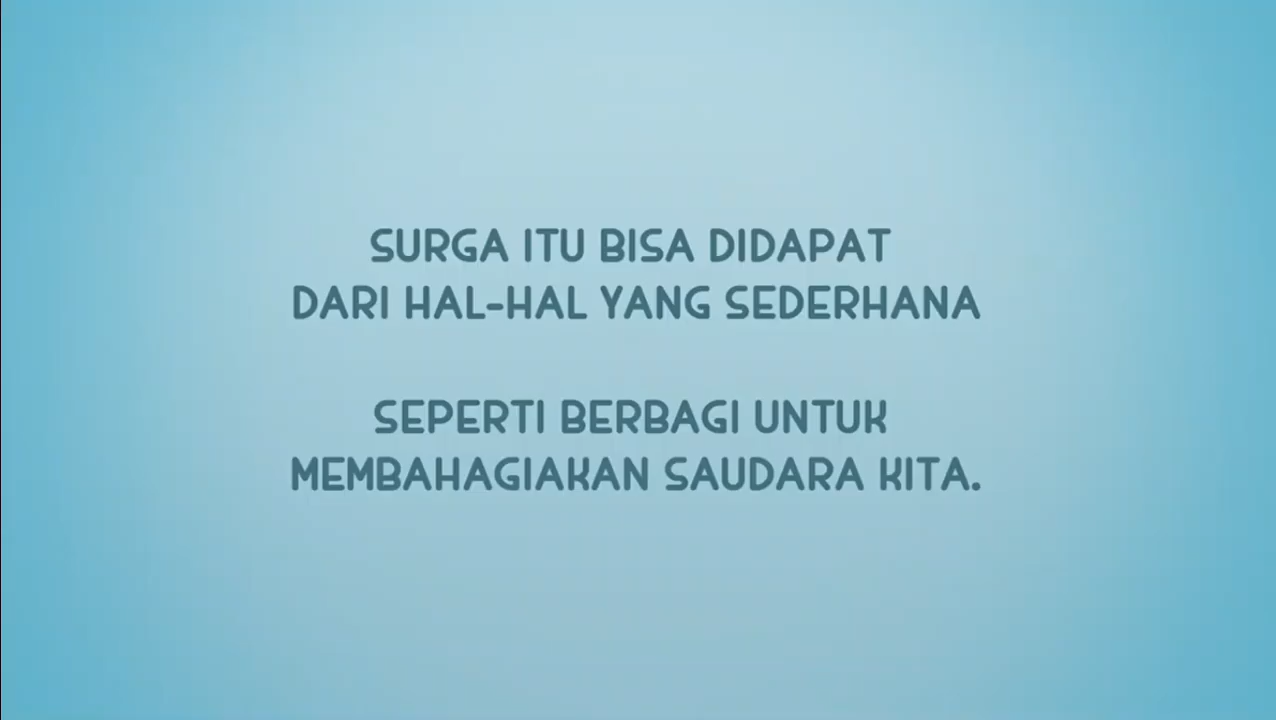 SURGA ITU BISA DIDAPAT
DARI HAL-HAL YANG SEDERHANA
SEPERTI BERBAGI UNTUK
MEMBAHAGIAKAN SAUDARA KITA.